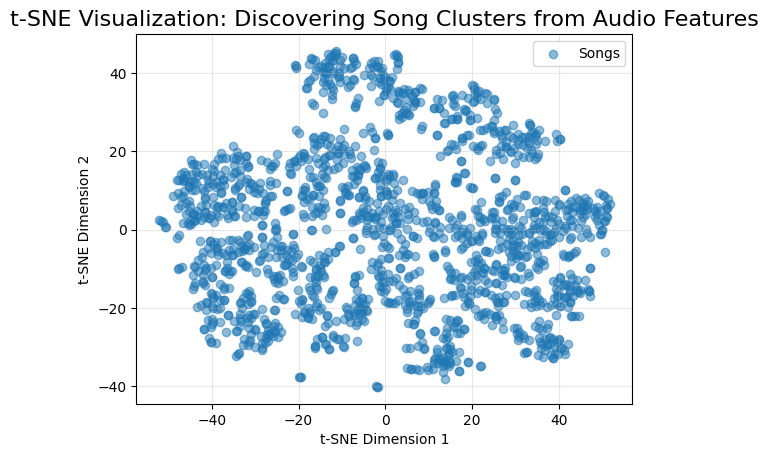 t-SNE Visualization: Discovering Song Clusters from Audio Features
Songs
40
20
0
−20
−40
t-SNE Dimension 2
−40 −20 0 20 40
t-SNE Dimension 1